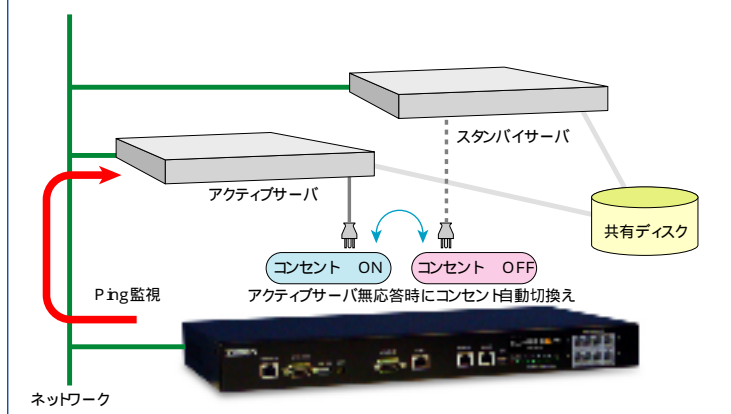 スタンバイサーバ
アクティブサーバ
共有ディスク
コンセント ON
コンセント OFF
Ping監視
アクティブサーバ無応答時にコンセント自動切換え
ネットワーク